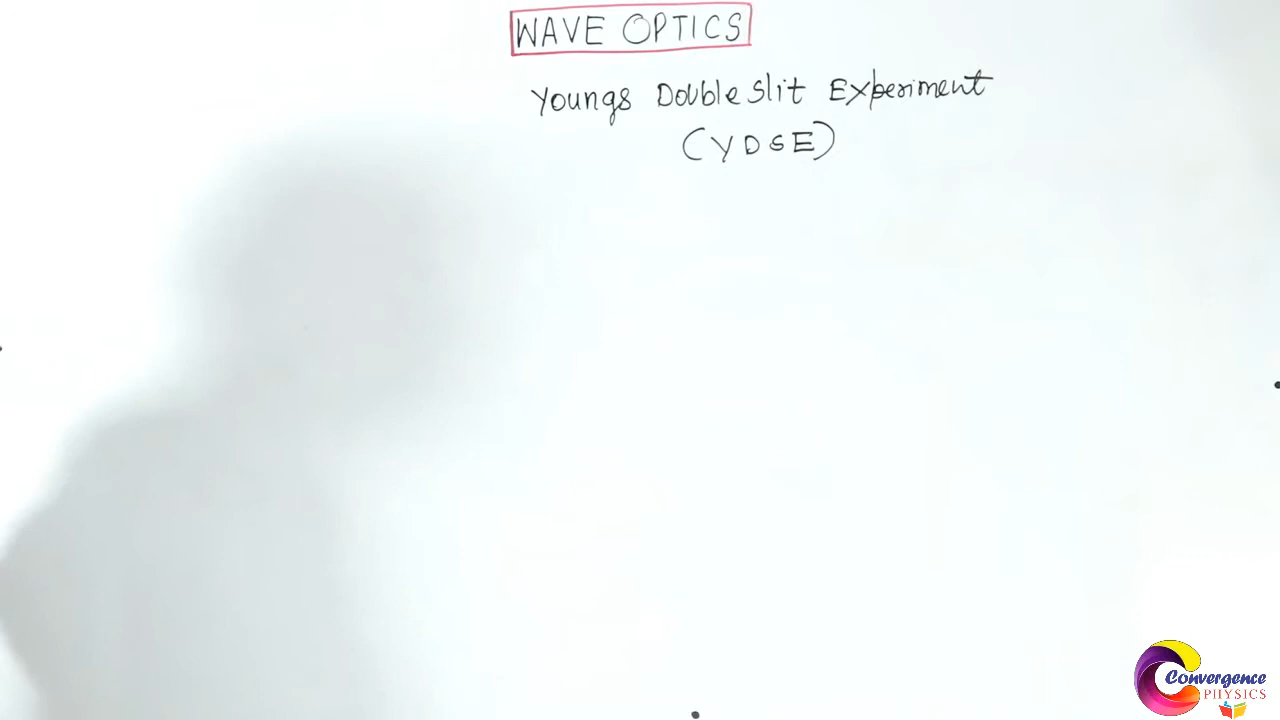 WAVE OPTICS
Youngs Double Slit Experiment
(YDSE)
Convergence
PHYSICS